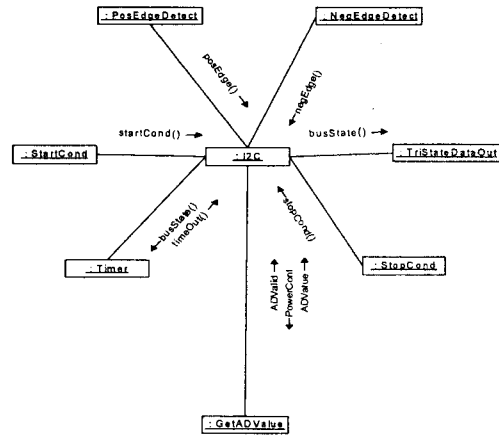 : PosEdgeDetect
: NegEdgeDetect
posEdge()
negEdge()
startCond()
busState()
: StartCond
: I2C
: TriStateDataOut
busState()
timeOut()
stopCond()
: Timer
: StopCond
ADValid
PowerCont
ADValue
: GetADValue